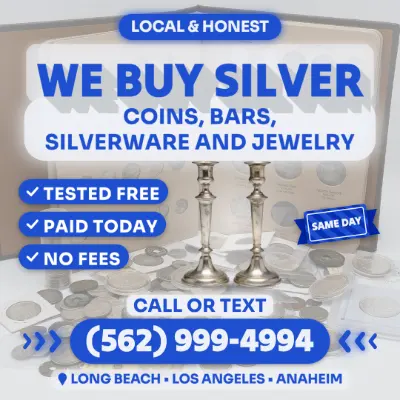 LOCAL & HONEST
WE BUY SILVER
COINS, BARS,
SILVERWARE AND JEWELRY
✓ TESTED FREE
✓ PAID TODAY
✓ NO FEES
SAME DAY
CALL OR TEXT
››› (562) 999-4994 ‹‹‹
LONG BEACH • LOS ANGELES • ANAHEIM